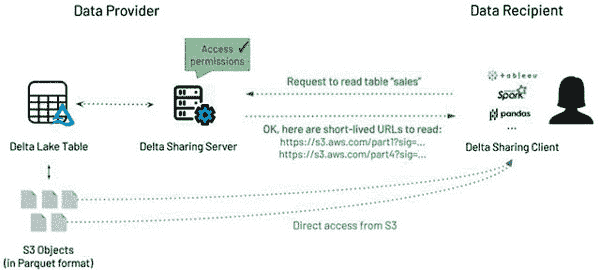 Data Provider
Data Recipient
Access
permissions
Request to read table "sales"
tableau
Spark
pandas
...
OK, here are short-lived URLs to read:
https://s3.aws.com/part1?sig=...
https://s3.aws.com/part4?sig=...
Delta Lake Table
Delta Sharing Server
Delta Sharing Client
Direct access from S3
S3 Objects
(in Parquet format)